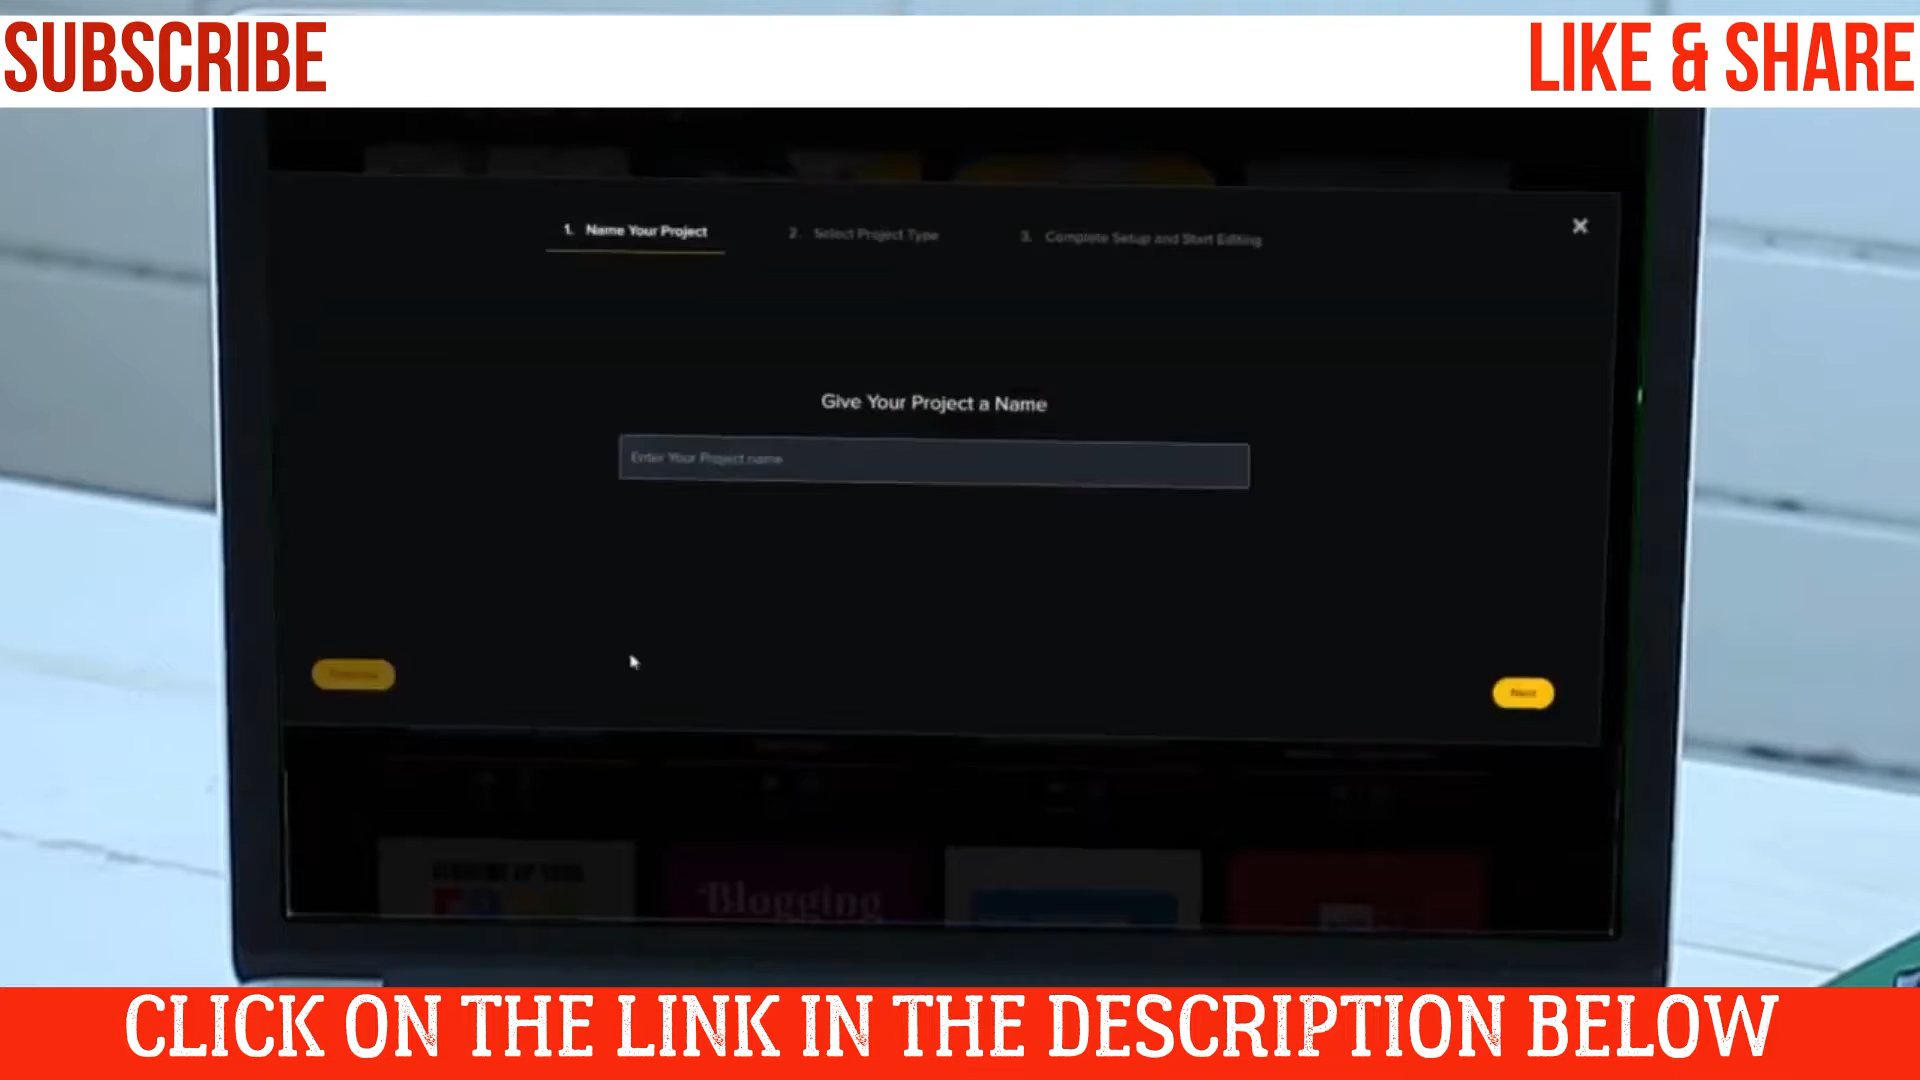 SUBSCRIBE
LIKE & SHARE
1. Name Your Project
2. Select Project Type
3. Complete Setup and Start Editing
Give Your Project a Name
Enter Your Project name
Next
Blogging
CLICK ON THE LINK IN THE DESCRIPTION BELOW